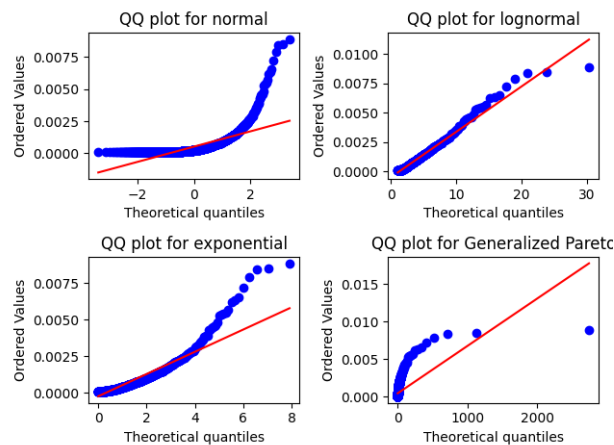 QQ plot for normal
Ordered Values
0.0075
0.0050
0.0025
0.0000
−2
0
2
Theoretical quantiles
QQ plot for lognormal
Ordered Values
0.0100
0.0075
0.0050
0.0025
0.0000
0
10
20
30
Theoretical quantiles
QQ plot for exponential
Ordered Values
0.0075
0.0050
0.0025
0.0000
0
2
4
6
8
Theoretical quantiles
QQ plot for Generalized Pareto
Ordered Values
0.015
0.010
0.005
0.000
0
1000
2000
Theoretical quantiles